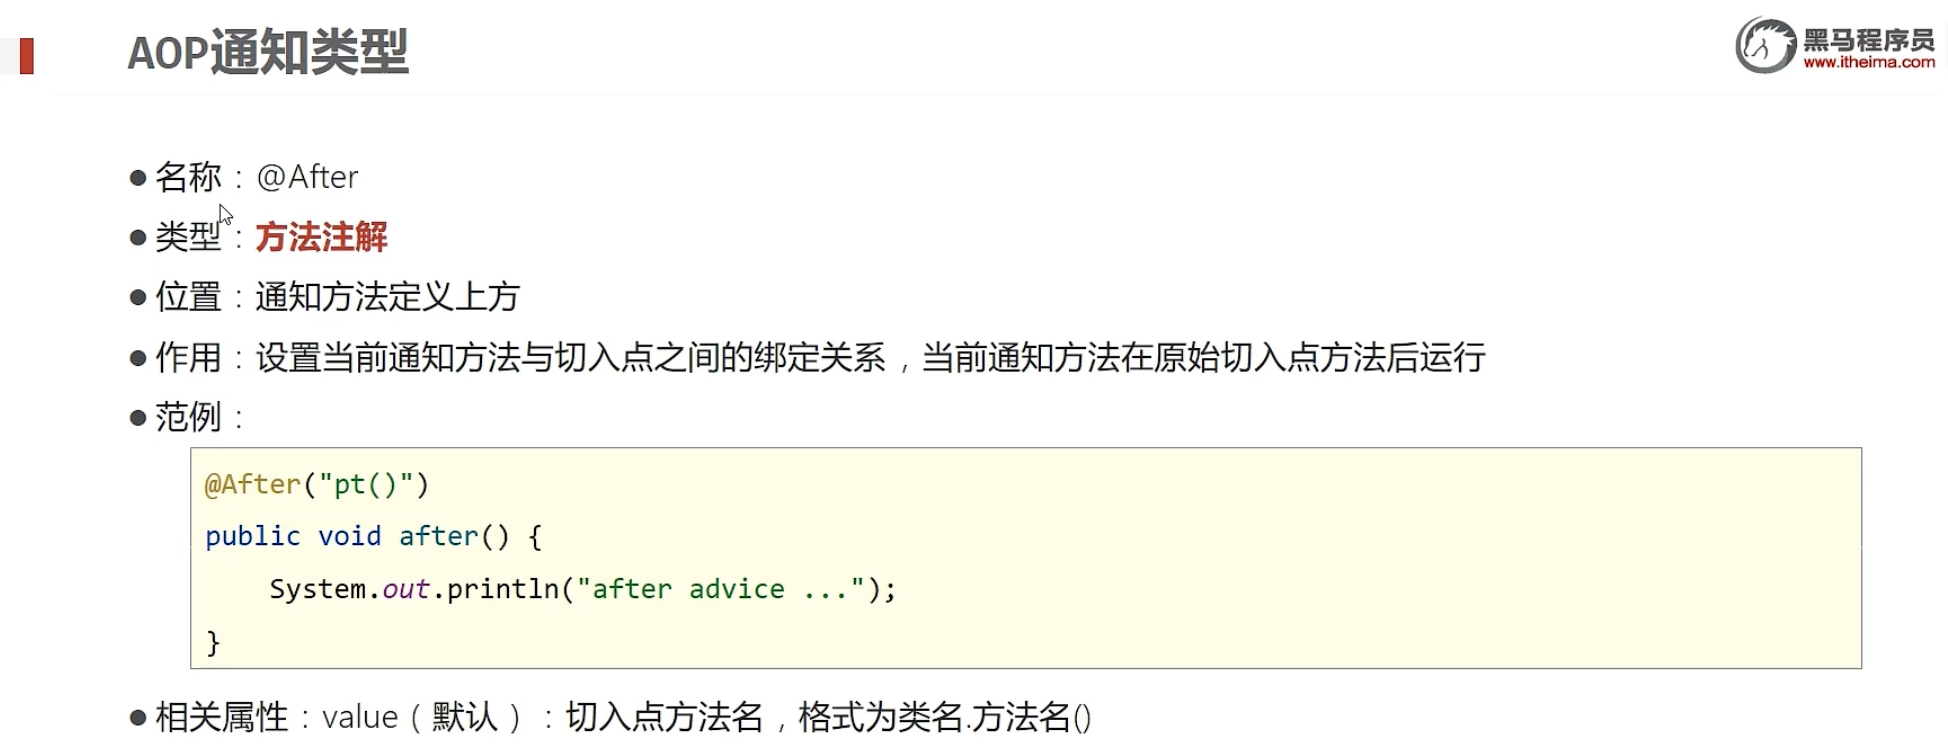 AOP通知类型
黑马程序员
www.itheima.com
● 名称：@After
● 类型：方法注解
● 位置：通知方法定义上方
● 作用：设置当前通知方法与切入点之间的绑定关系，当前通知方法在原始切入点方法后运行
● 范例：
@After("pt()")
public void after() {
    System.out.println("after advice ...");
}
● 相关属性：value（默认）：切入点方法名，格式为类名.方法名()